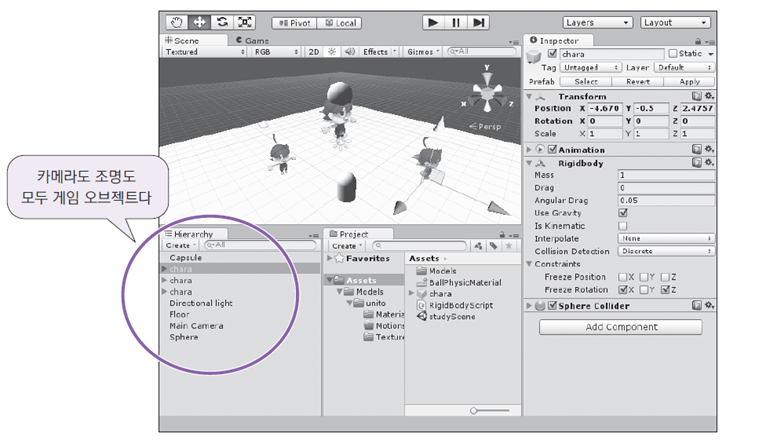 Pivot Local Layers Layout
Scene Game
Textured RGB 2D Effects Gizmos All
Y
X Z
Persp
카메라도 조명도
모두 게임 오브젝트다
Hierarchy
Create All
Capsule
chara
chara
chara
Directional light
Floor
Main Camera
Sphere
Project
Create
Favorites
Assets
Models
unito
Materia
Motions
Texture
Assets
Models
BallPhysicMaterial
chara
RigidBodyScript
studyScene
Inspector
chara Static
Tag Untagged Layer Default
Prefab Select Revert Apply
Transform
Position X -4.670 Y -0.5 Z 2.4757
Rotation X 0 Y 0 Z 0
Scale X 1 Y 1 Z 1
Animation
Rigidbody
Mass 1
Drag 0
Angular Drag 0.05
Use Gravity
Is Kinematic
Interpolate None
Collision Detection Discrete
Constraints
Freeze Position X Y Z
Freeze Rotation X Y Z
Sphere Collider
Add Component